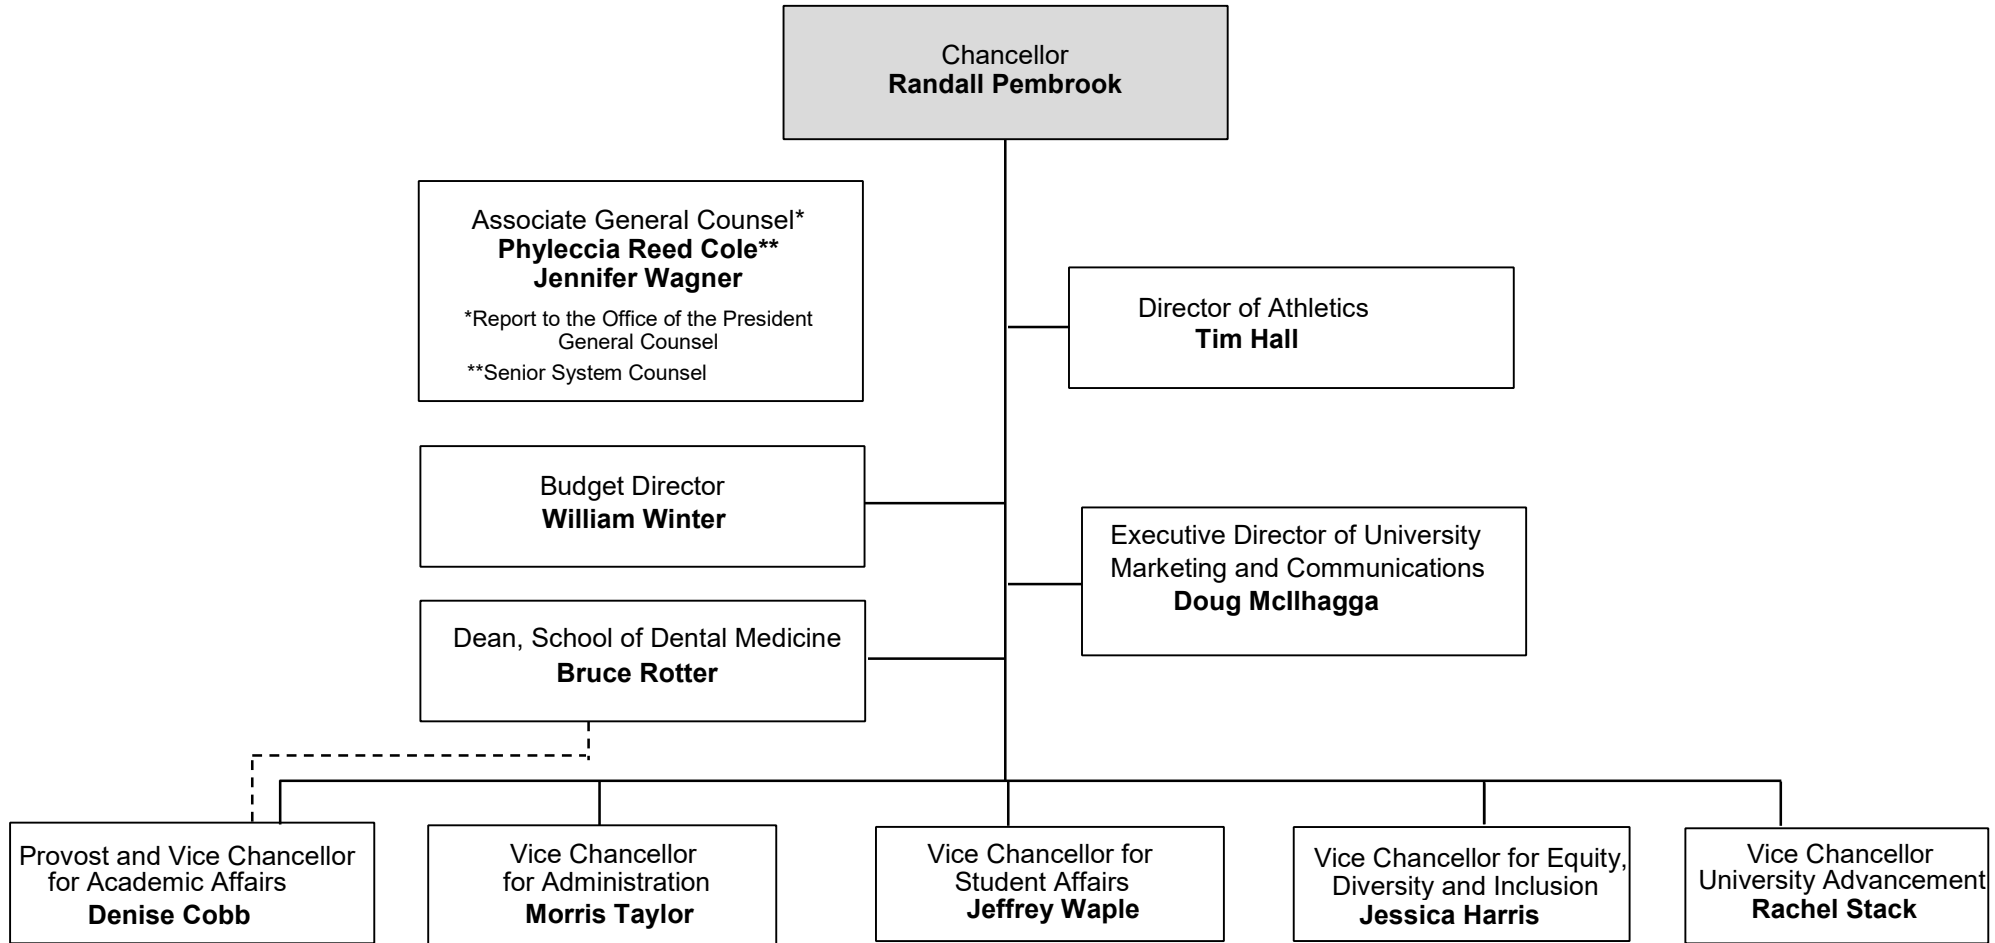 Chancellor
Randall Pembrook
Associate General Counsel*
Phyleccia Reed Cole**
Jennifer Wagner
*Report to the Office of the President
General Counsel
**Senior System Counsel
Director of Athletics
Tim Hall
Budget Director
William Winter
Executive Director of University
Marketing and Communications
Doug McIlhagga
Dean, School of Dental Medicine
Bruce Rotter
Provost and Vice Chancellor
for Academic Affairs
Denise Cobb
Vice Chancellor
for Administration
Morris Taylor
Vice Chancellor for
Student Affairs
Jeffrey Waple
Vice Chancellor for Equity,
Diversity and Inclusion
Jessica Harris
Vice Chancellor
University Advancement
Rachel Stack